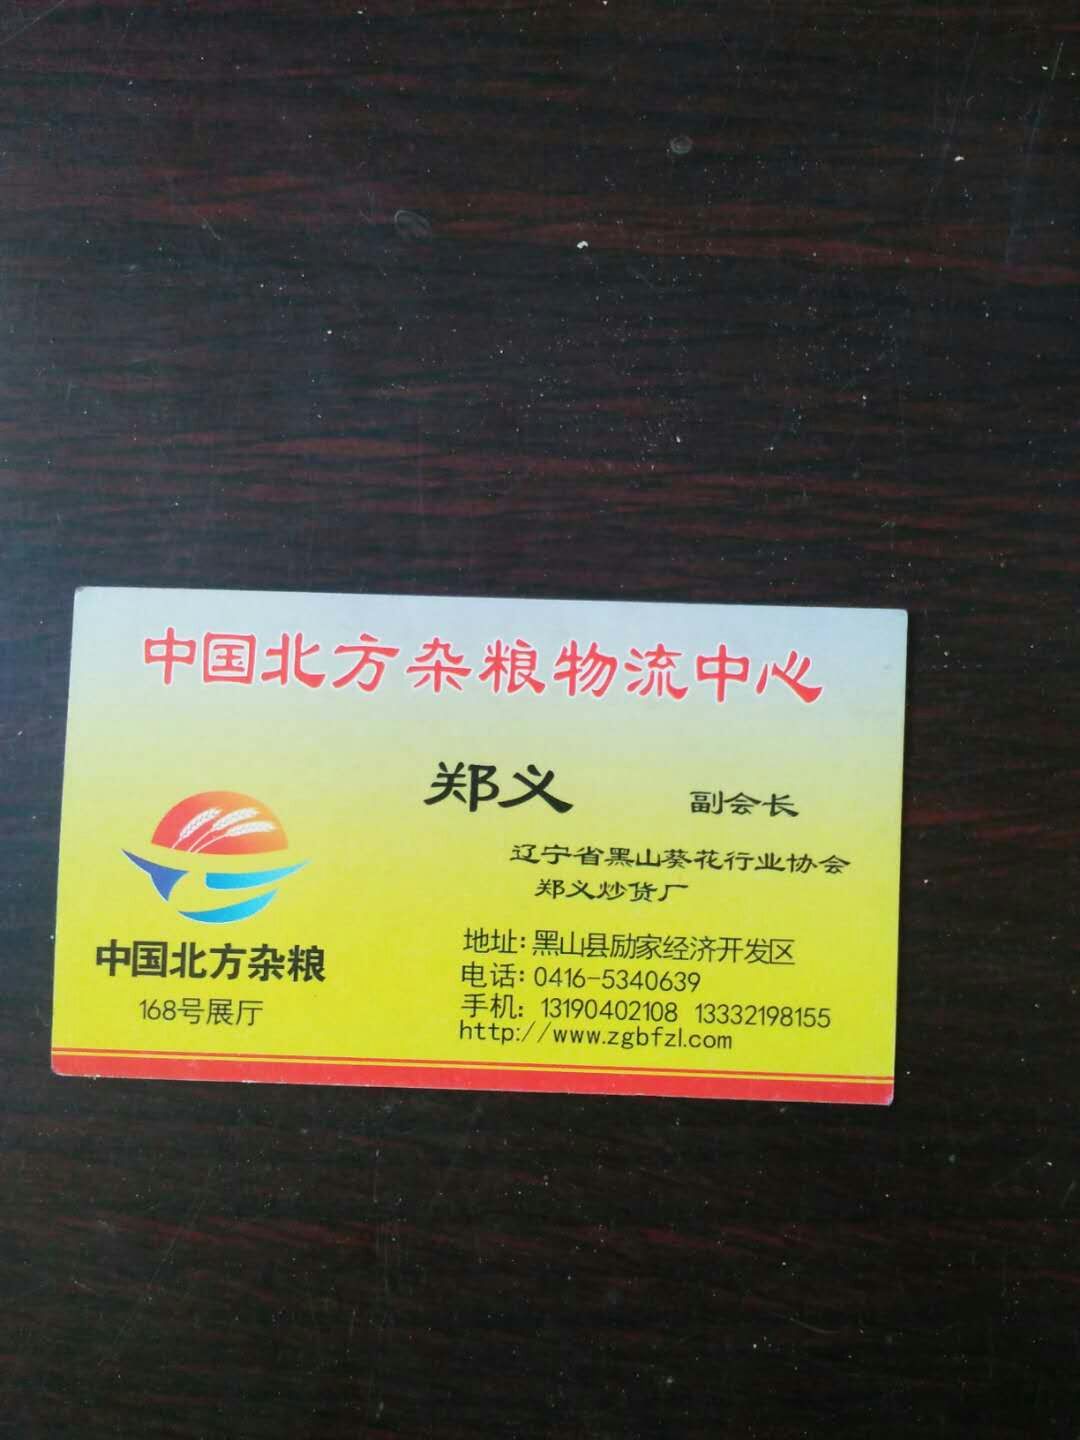 中国北方杂粮物流中心
郑义 副会长
辽宁省黑山葵花行业协会
郑义炒货厂
中国北方杂粮
168号展厅
地址:黑山县励家经济开发区
电话:0416-5340639
手机: 13190402108 13332198155
http://www.zgbfzl.com